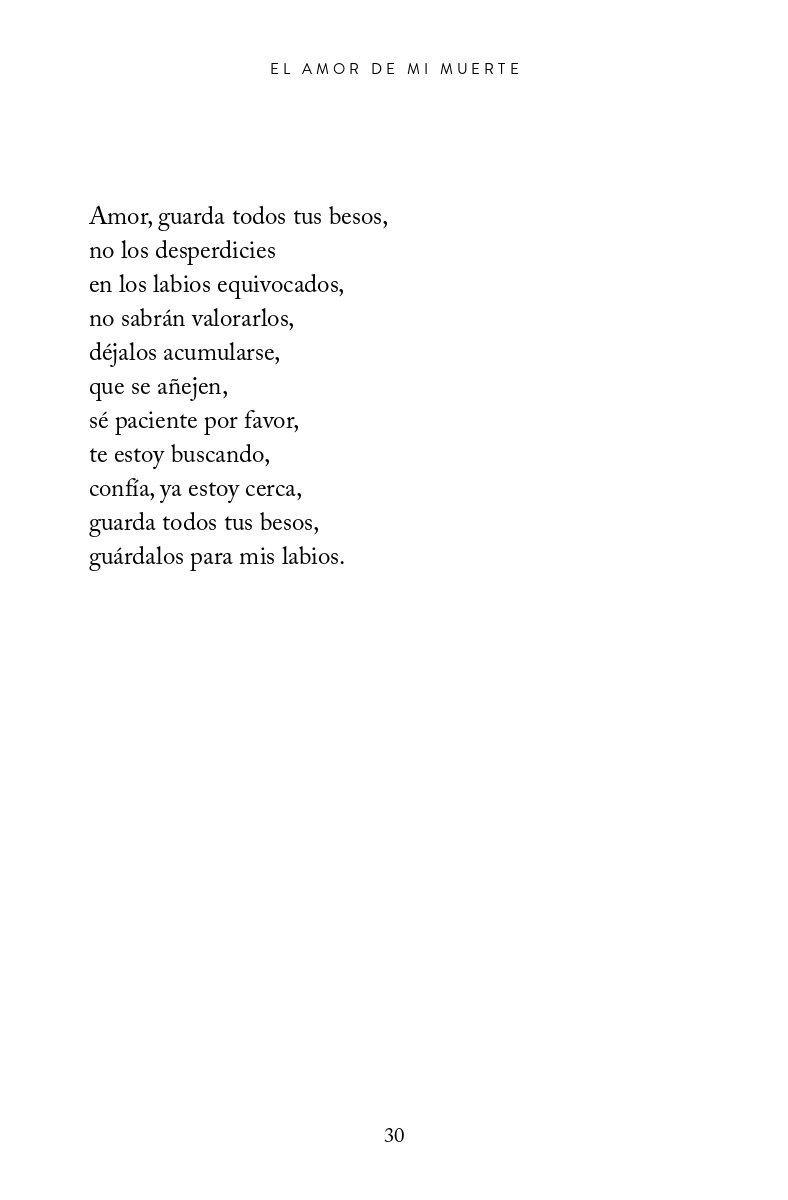 EL AMOR DE MI MUERTE
Amor, guarda todos tus besos,
no los desperdicies
en los labios equivocados,
no sabrán valorarlos,
déjalos acumularse,
que se añejen,
sé paciente por favor,
te estoy buscando,
confía, ya estoy cerca,
guarda todos tus besos,
guárdalos para mis labios.
30